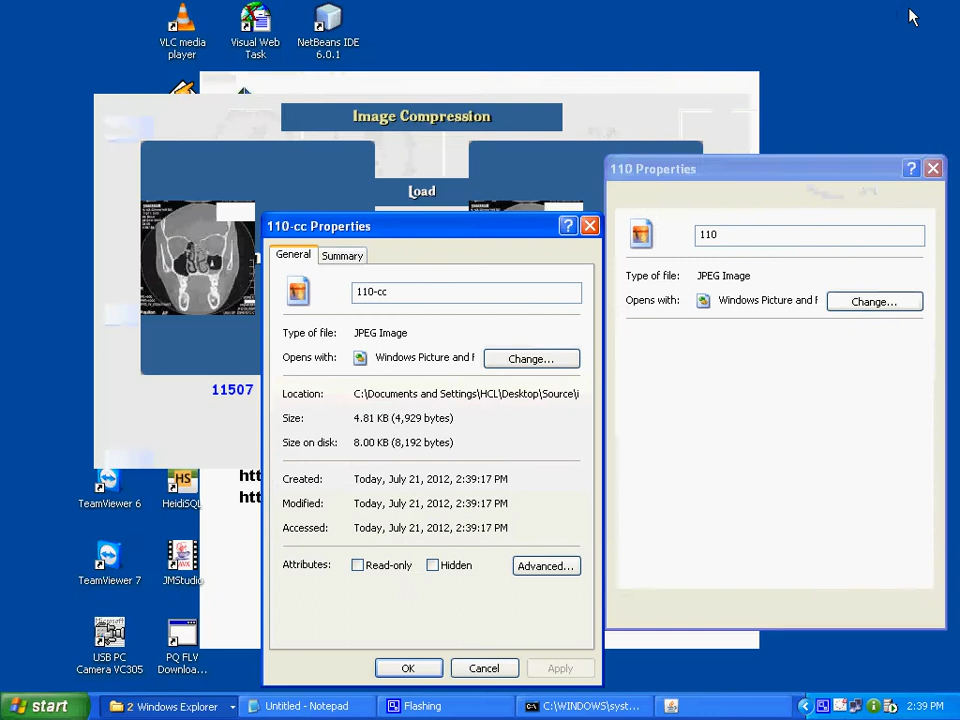 VLC media
player
Visual Web
Task
NetBeans IDE
6.0.1
Image Compression
Load
11507
htt
htt
110 Properties
110
Type of file: JPEG Image
Opens with: Windows Picture and F
Change...
110-cc Properties
General
Summary
110-cc
Type of file: JPEG Image
Opens with: Windows Picture and F
Change...
Location: C:\Documents and Settings\HCL\Desktop\Source\i
Size: 4.81 KB (4,929 bytes)
Size on disk: 8.00 KB (8,192 bytes)
Created: Today, July 21, 2012, 2:39:17 PM
Modified: Today, July 21, 2012, 2:39:17 PM
Accessed: Today, July 21, 2012, 2:39:17 PM
Attributes: Read-only Hidden
Advanced...
OK Cancel Apply
TeamViewer 6
HeidiSQL
TeamViewer 7
JMStudio
USB PC
Camera VC305
PQ FLV
Downloa...
start
2 Windows Explorer
Untitled - Notepad
Flashing
C:\WINDOWS\syst...
2:39 PM